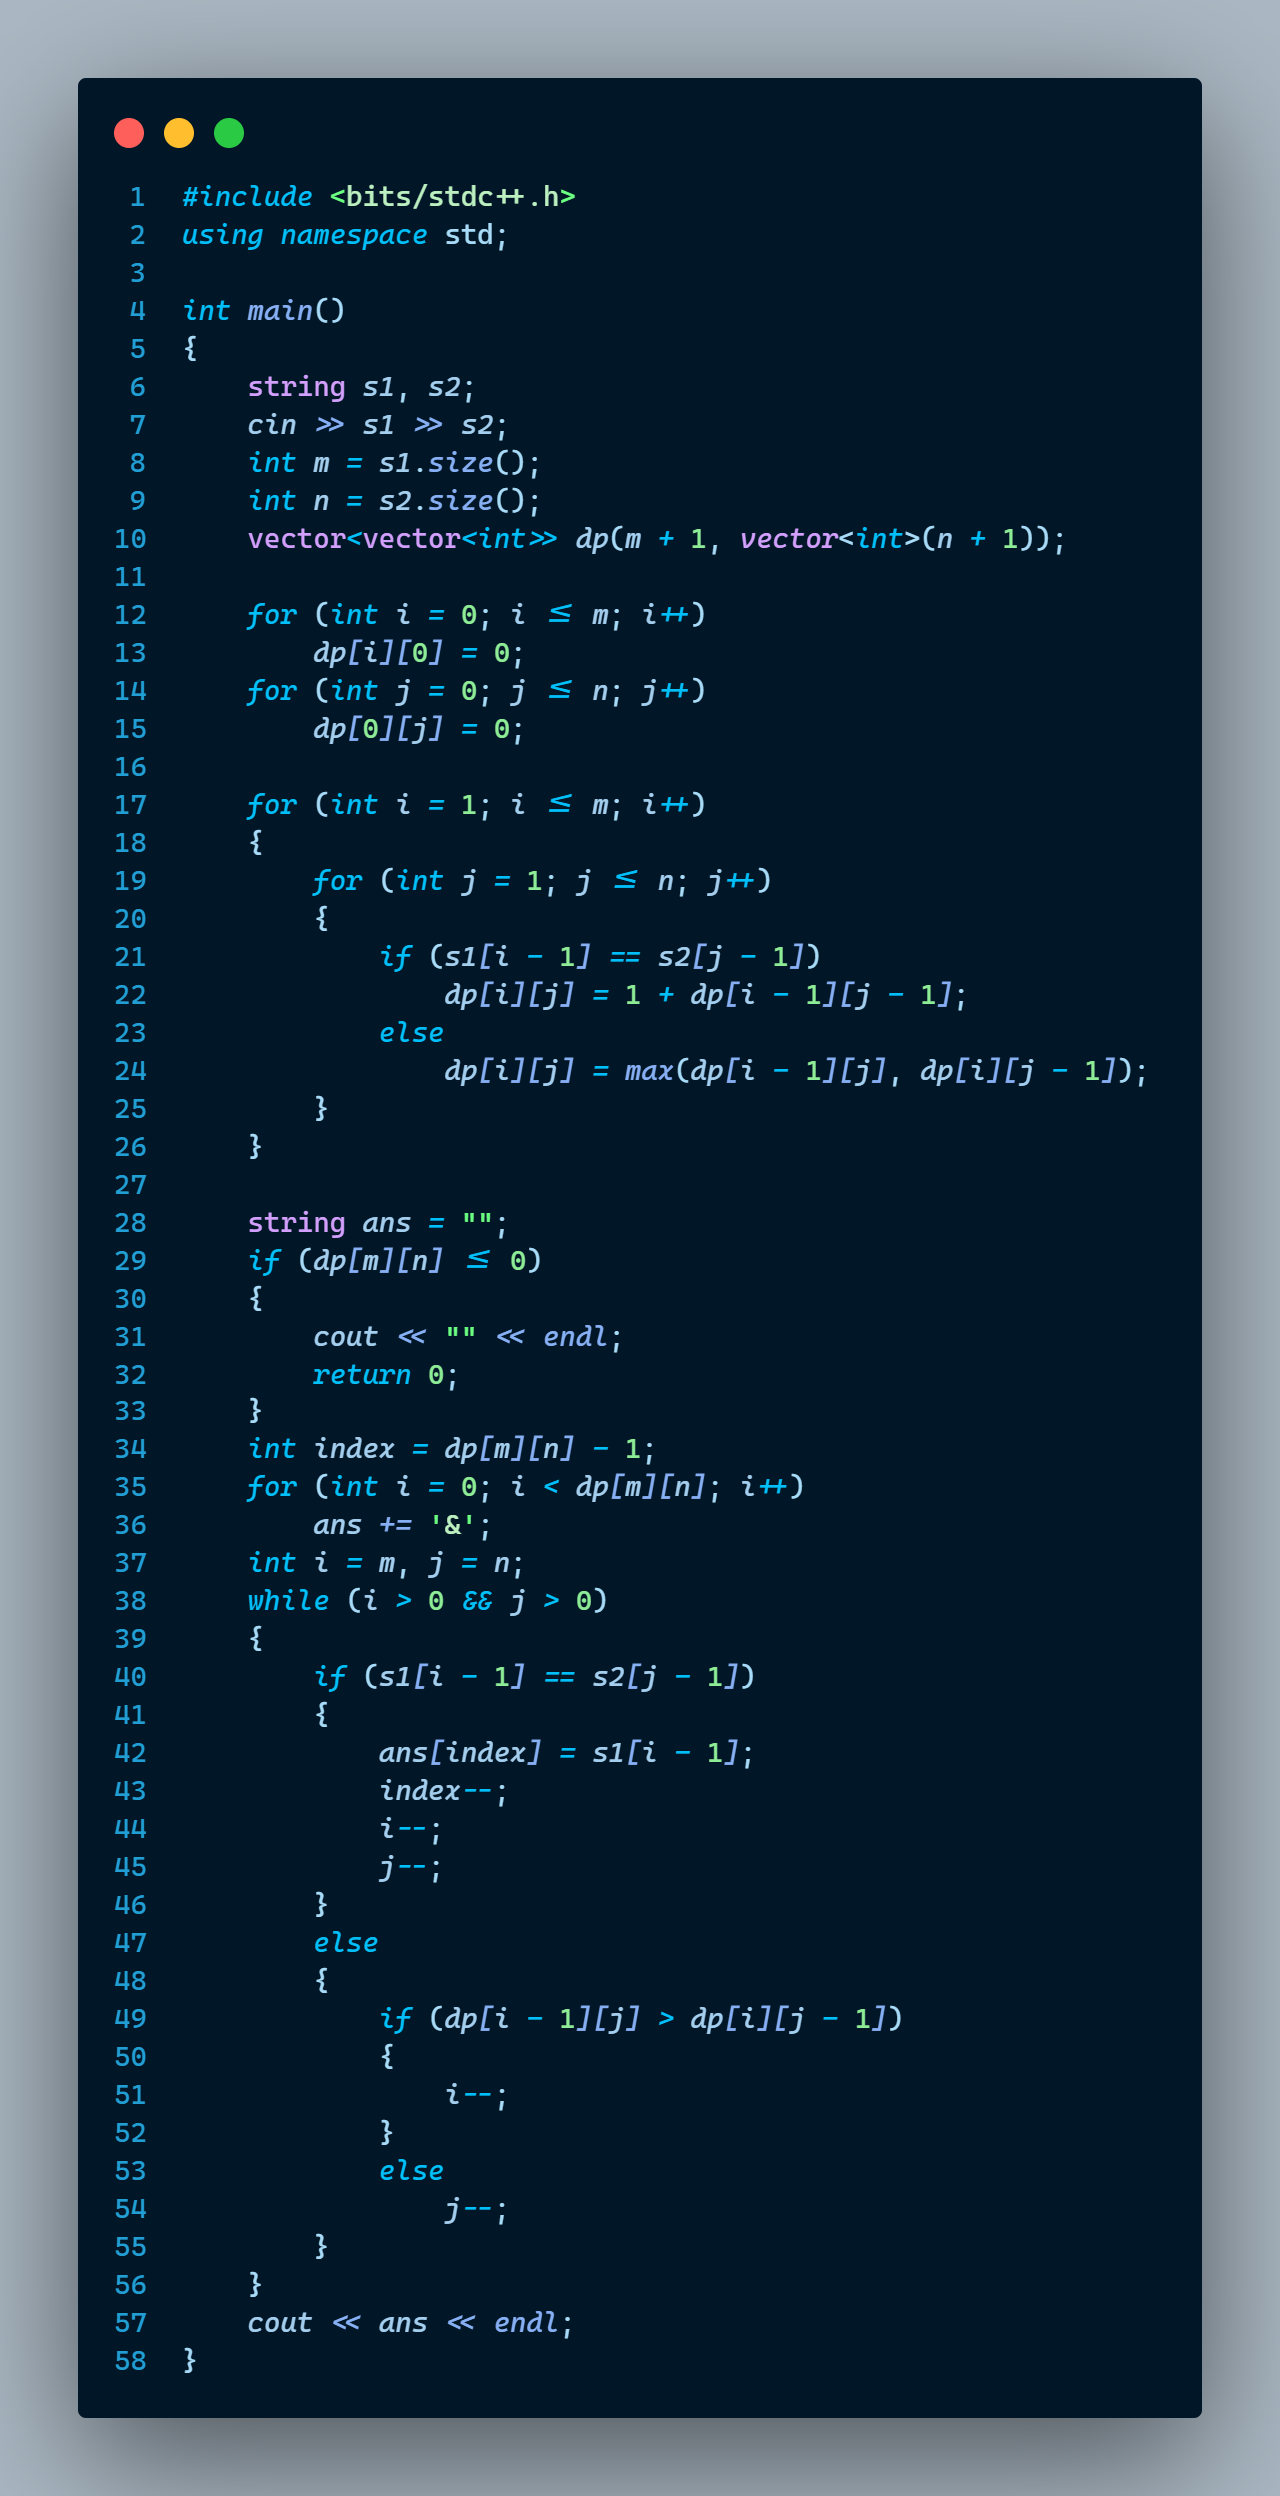 1 #include <bits/stdc++.h>
2 using namespace std;
3
4 int main()
5 {
6     string s1, s2;
7     cin >> s1 >> s2;
8     int m = s1.size();
9     int n = s2.size();
10     vector<vector<int>> dp(m + 1, vector<int>(n + 1));
11
12     for (int i = 0; i <= m; i++)
13         dp[i][0] = 0;
14     for (int j = 0; j <= n; j++)
15         dp[0][j] = 0;
16
17     for (int i = 1; i <= m; i++)
18     {
19         for (int j = 1; j <= n; j++)
20         {
21             if (s1[i - 1] == s2[j - 1])
22                 dp[i][j] = 1 + dp[i - 1][j - 1];
23             else
24                 dp[i][j] = max(dp[i - 1][j], dp[i][j - 1]);
25         }
26     }
27
28     string ans = "";
29     if (dp[m][n] <= 0)
30     {
31         cout << "" << endl;
32         return 0;
33     }
34     int index = dp[m][n] - 1;
35     for (int i = 0; i < dp[m][n]; i++)
36         ans += '&';
37     int i = m, j = n;
38     while (i > 0 && j > 0)
39     {
40         if (s1[i - 1] == s2[j - 1])
41         {
42             ans[index] = s1[i - 1];
43             index--;
44             i--;
45             j--;
46         }
47         else
48         {
49             if (dp[i - 1][j] > dp[i][j - 1])
50             {
51                 i--;
52             }
53             else
54                 j--;
55         }
56     }
57     cout << ans << endl;
58 }